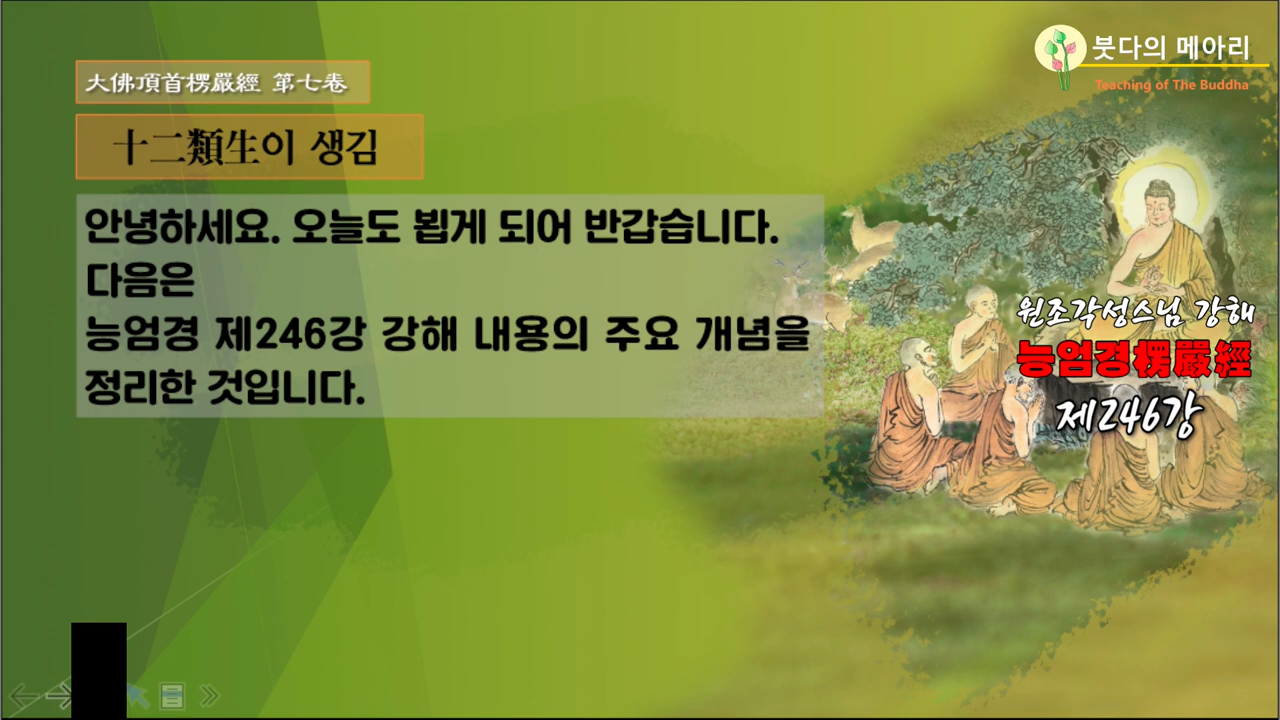 大佛頂首楞嚴經 第七卷
十二類生이 생김
안녕하세요. 오늘도 뵙게 되어 반갑습니다.
다음은
능엄경 제246강 강해 내용의 주요 개념을
정리한 것입니다.
붓다의 메아리
Teaching of The Buddha
원조각성스님 강해
능엄경楞嚴經
제246강